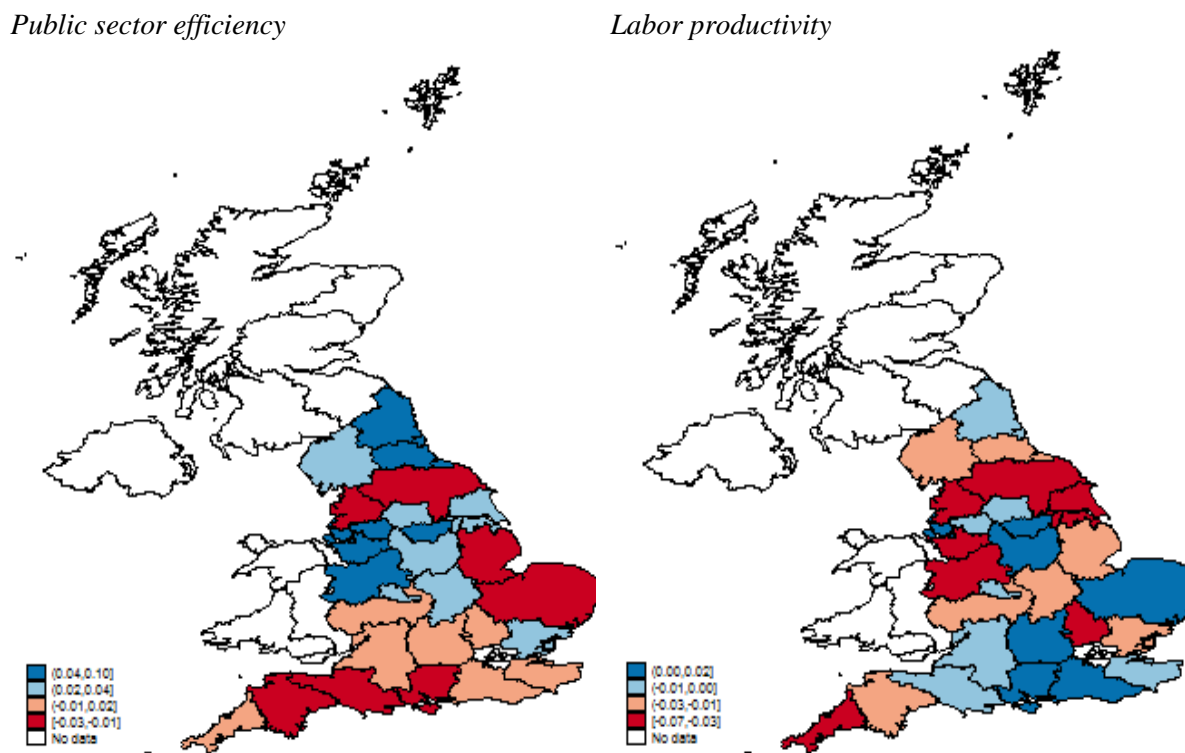 Public sector efficiency
Labor productivity
(0.04,0.10]
(0.02,0.04]
(-0.01,0.02]
[-0.03,-0.01]
No data
(0.00,0.02]
(-0.01,0.00]
(-0.03,-0.01]
[-0.07,-0.03]
No data